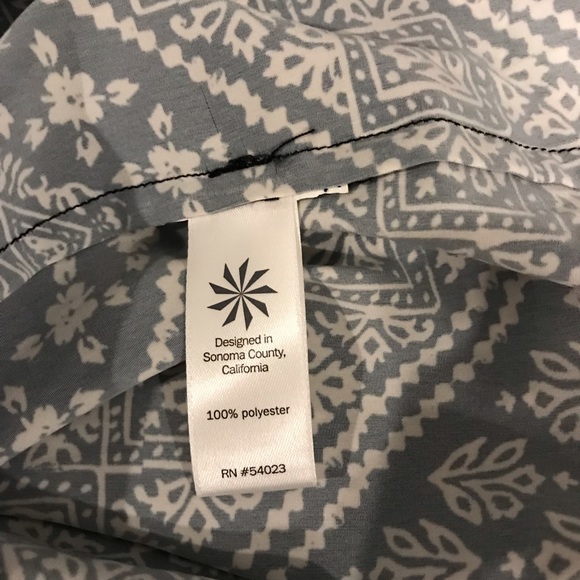 Designed in
Sonoma County,
California
100% polyester
RN #54023